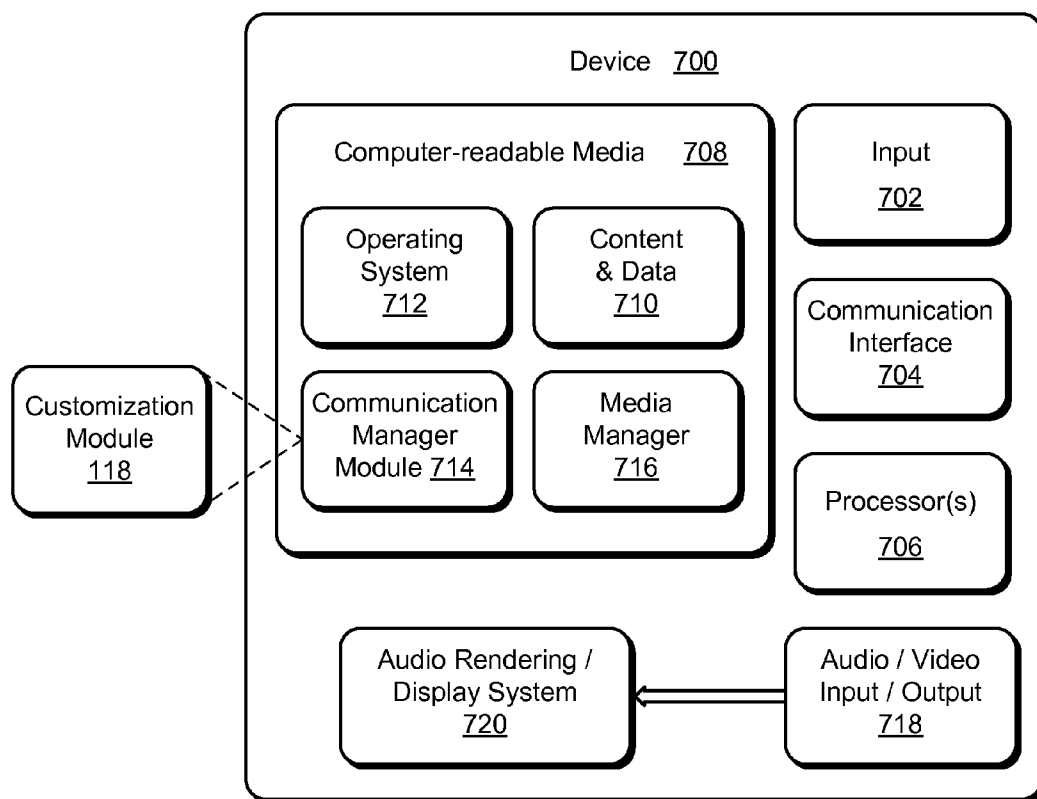 Device 700
Computer-readable Media 708
Operating
System
712
Content
& Data
710
Communication
Manager
Module 714
Media
Manager
716
Customization
Module
118
Input
702
Communication
Interface
704
Processor(s)
706
Audio Rendering /
Display System
720
Audio / Video
Input / Output
718